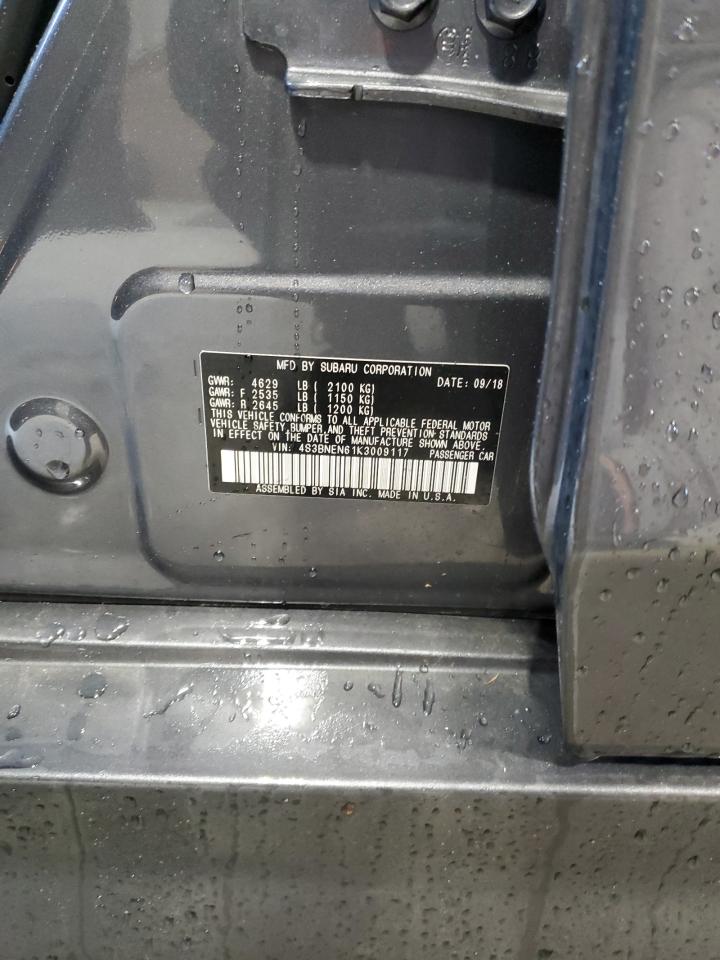 MFD BY SUBARU CORPORATION
GVWR: 4629 LB ( 2100 KG) DATE: 09/18
GAWR: F 2535 LB ( 1150 KG)
GAWR: R 2645 LB ( 1200 KG)
THIS VEHICLE CONFORMS TO ALL APPLICABLE FEDERAL MOTOR
VEHICLE SAFETY, BUMPER, AND THEFT PREVENTION STANDARDS
IN EFFECT ON THE DATE OF MANUFACTURE SHOWN ABOVE.
VIN: 4S3BNEN61K3009117 PASSENGER CAR
ASSEMBLED BY SIA INC. MADE IN U.S.A.